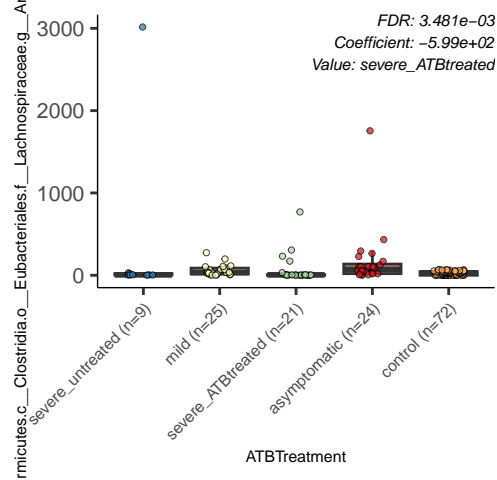 FDR: 3.481e−03
Coefficient: −5.99e+02
Value: severe_ATBtreated
rmicutes.c__Clostridia.o__Eubacteriales.f__Lachnospiraceae.g__An
3000
2000
1000
0
severe_untreated (n=9)
mild (n=25)
severe_ATBtreated (n=21)
asymptomatic (n=24)
control (n=72)
ATBTreatment